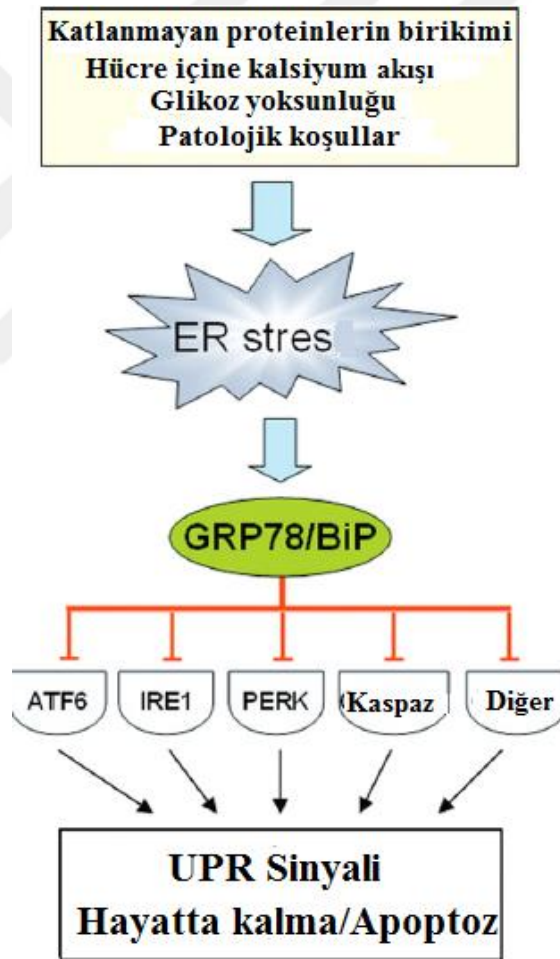 Katlanmayan proteinlerin birikimi
Hücre içine kalsiyum akışı
Glikoz yoksunluğu
Patolojik koşullar
ER stres
GRP78/BiP
ATF6 IRE1 PERK Kaspaz Diğer
UPR Sinyali
Hayatta kalma/Apoptoz